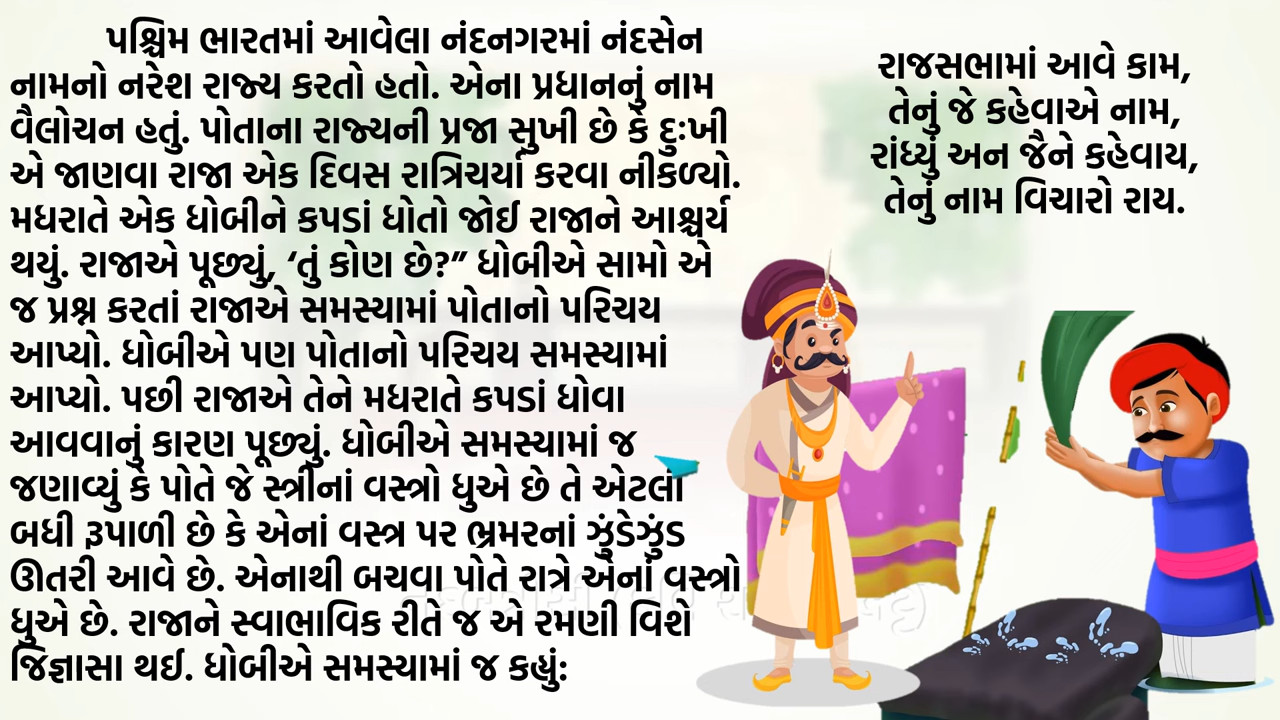 પશ્ચિમ ભારતમાં આવેલા નંદનગરમાં નંદસેન
નામનો નરેશ રાજ્ય કરતો હતો. એના પ્રધાનનું નામ
વૈલોચન હતું. પોતાના રાજ્યની પ્રજા સુખી છે કે દુઃખી
એ જાણવા રાજા એક દિવસ રાત્રિચર્યા કરવા નીકળ્યો.
મધરાતે એક ધોબીને કપડાં ધોતો જોઈ રાજાને આશ્ચર્ય
થયું. રાજાએ પૂછ્યું, ‘તું કોણ છે?” ધોબીએ સામો એ
જ પ્રશ્ન કરતાં રાજાએ સમસ્યામાં પોતાનો પરિચય
આપ્યો. ધોબીએ પણ પોતાનો પરિચય સમસ્યામાં
આપ્યો. પછી રાજાએ તેને મધરાતે કપડાં ધોવા
આવવાનું કારણ પૂછ્યું. ધોબીએ સમસ્યામાં જ
જણાવ્યું કે પોતે જે સ્ત્રીનાં વસ્ત્રો ધુએ છે તે એટલી
બધી રૂપાળી છે કે એનાં વસ્ત્ર પર ભ્રમરનાં ઝુંડેઝુંડ
ઊતરી આવે છે. એનાથી બચવા પોતે રાત્રે એનાં વસ્ત્રો
ધુએ છે. રાજાને સ્વાભાવિક રીતે જ એ રમણી વિશે
જિજ્ઞાસા થઈ. ધોબીએ સમસ્યામાં જ કહ્યું:
રાજસભામાં આવે કામ,
તેનું જે કહેવાએ નામ,
રાંધ્યું અન જૈને કહેવાય,
તેનું નામ વિચારો રાય.